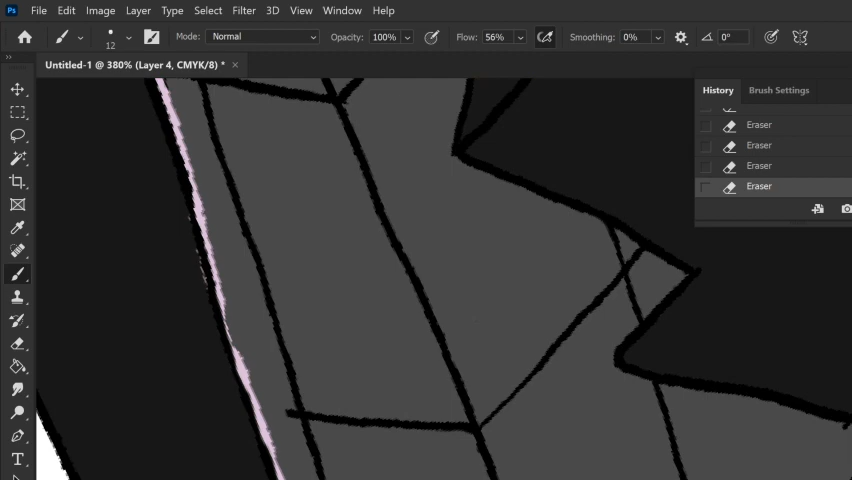 Ps File Edit Image Layer Type Select Filter 3D View Window Help
12 Mode: Normal Opacity: 100% Flow: 56% Smoothing: 0% 0°
Untitled-1 @ 380% (Layer 4, CMYK/8) * ×
History Brush Settings
Eraser
Eraser
Eraser
Eraser
T